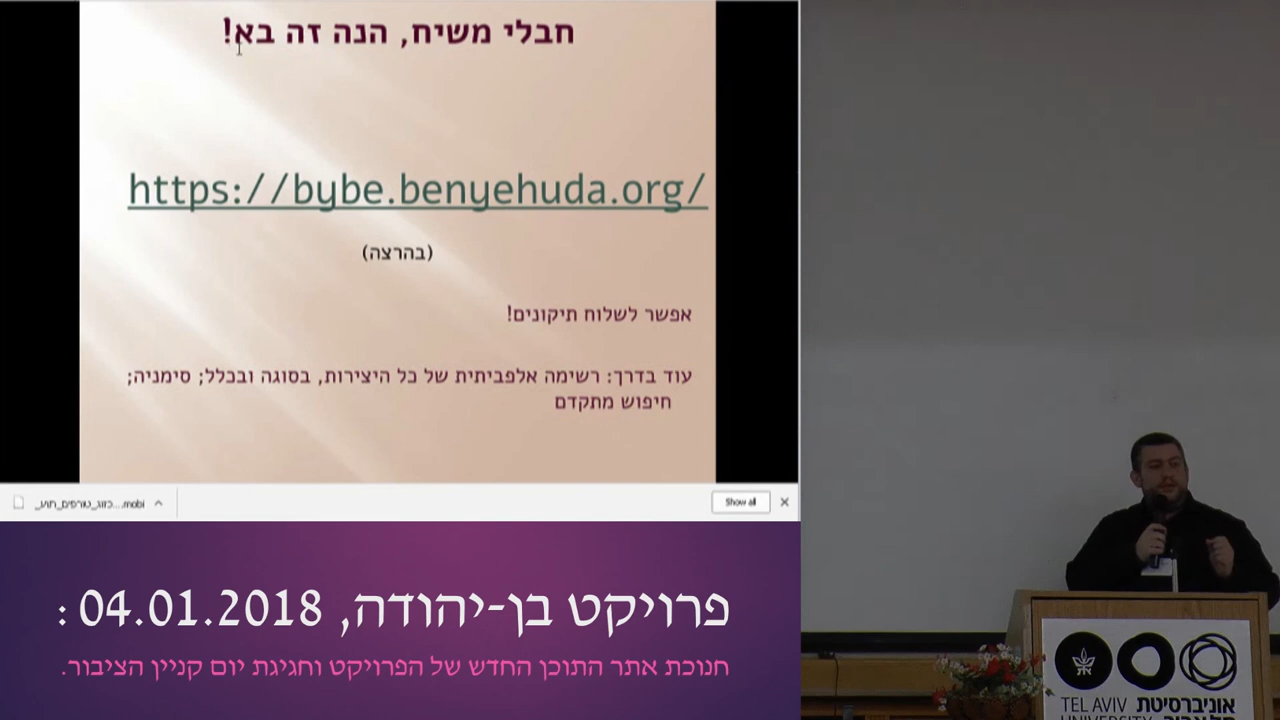 חבלי משיח, הנה זה בא!
https://bybe.benyehuda.org/
(בהרצה)
אפשר לשלוח תיקונים!
עוד בדרך: רשימה אלפביתית של כל היצירות, בסוגה ובכלל; סימניה;
חיפוש מתקדם
Show all
פרויקט בן-יהודה, 04.01.2018 :
חנוכת אתר התוכן החדש של הפרויקט וחגיגת יום קניין הציבור.
TEL AVIV אוניברסיטת
UNIVERSITY